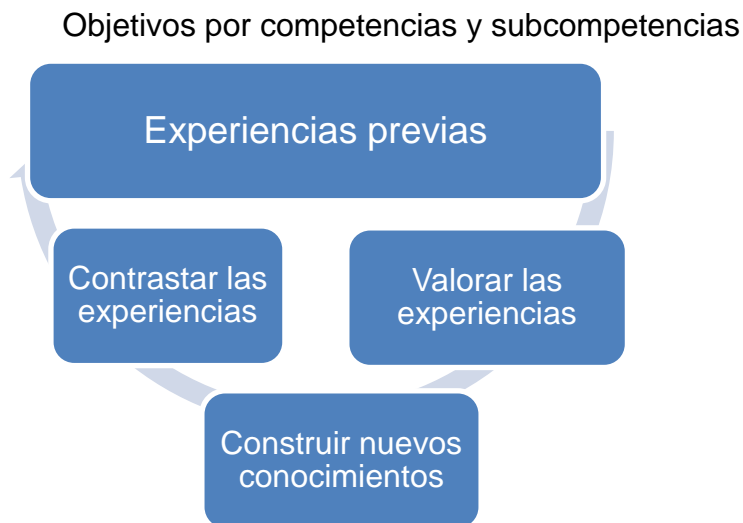 Objetivos por competencias y subcompetencias
Experiencias previas
Contrastar las
experiencias
Valorar las
experiencias
Construir nuevos
conocimientos